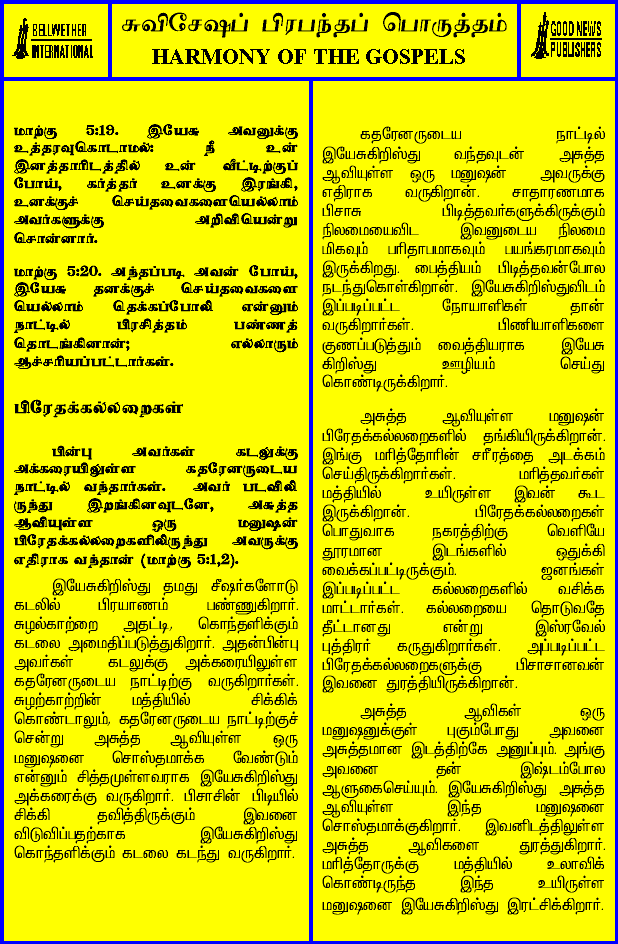 BELLWETHER
INTERNATIONAL
சுவிசேஷப் பிரபந்தப் பொருத்தம்
HARMONY OF THE GOSPELS
GOOD NEWS
PUBLISHERS
மாற்கு 5:19. இயேசு அவனுக்கு
உத்தரவுகொடாமல்: நீ உன்
இனத்தாரிடத்தில் உன் வீட்டிற்குப்
போய், கர்த்தர் உனக்கு இரங்கி,
உனக்குச் செய்தவைகளையெல்லாம்
அவர்களுக்கு அறிவியென்று
சொன்னார்.
மாற்கு 5:20. அந்தப்படி அவன் போய்,
இயேசு தனக்குச் செய்தவைகளை
யெல்லாம் தெக்கப்போலி என்னும்
நாட்டில் பிரசித்தம் பண்ணத்
தொடங்கினான்; எல்லாரும்
ஆச்சரியப்பட்டார்கள்.
பிரேதக்கல்லறைகள்
பின்பு அவர்கள் கடலுக்கு
அக்கரையிலுள்ள கதரேனருடைய
நாட்டில் வந்தார்கள். அவர் படவிலி
ருந்து இறங்கினவுடனே, அசுத்த
ஆவியுள்ள ஒரு மனுஷன்
பிரேதக்கல்லறைகளிலிருந்து அவருக்கு
எதிராக வந்தான் (மாற்கு 5:1,2).
இயேசுகிறிஸ்து தமது சீஷர்களோடு
கடலில் பிரயாணம் பண்ணுகிறார்.
சுழல்காற்றை அதட்டி, கொந்தளிக்கும்
கடலை அமைதிப்படுத்துகிறார். அதன்பின்பு
அவர்கள் கடலுக்கு அக்கரையிலுள்ள
கதரேனருடைய நாட்டிற்கு வருகிறார்கள்.
சுழற்காற்றின் மத்தியில் சிக்கிக்
கொண்டாலும், கதரேனருடைய நாட்டிற்குச்
சென்று அசுத்த ஆவியுள்ள ஒரு
மனுஷனை சொஸ்தமாக்க வேண்டும்
என்னும் சித்தமுள்ளவராக இயேசுகிறிஸ்து
அக்கரைக்கு வருகிறார். பிசாசின் பிடியில்
சிக்கி தவித்திருக்கும் இவனை
விடுவிப்பதற்காக இயேசுகிறிஸ்து
கொந்தளிக்கும் கடலை கடந்து வருகிறார்.
கதரேனருடைய நாட்டில்
இயேசுகிறிஸ்து வந்தவுடன் அசுத்த
ஆவியுள்ள ஒரு மனுஷன் அவருக்கு
எதிராக வருகிறான். சாதாரணமாக
பிசாசு பிடித்தவர்களுக்கிருக்கும்
நிலமையைவிட இவனுடைய நிலமை
மிகவும் பரிதாபமாகவும் பயங்கரமாகவும்
இருக்கிறது. பைத்தியம் பிடித்தவன்போல
நடந்துகொள்கிறான். இயேசுகிறிஸ்துவிடம்
இப்படிப்பட்ட நோயாளிகள் தான்
வருகிறார்கள். பிணியாளிகளை
குணப்படுத்தும் வைத்தியராக இயேசு
கிறிஸ்து ஊழியம் செய்து
கொண்டிருக்கிறார்.
அசுத்த ஆவியுள்ள மனுஷன்
பிரேதக்கல்லறைகளில் தங்கியிருக்கிறான்.
இங்கு மரித்தோரின் சரீரத்தை அடக்கம்
செய்திருக்கிறார்கள். மரித்தவர்கள்
மத்தியில் உயிருள்ள இவன் கூட
இருக்கிறான். பிரேதக்கல்லறைகள்
பொதுவாக நகரத்திற்கு வெளியே
தூரமான இடங்களில் ஒதுக்கி
வைக்கப்பட்டிருக்கும். ஜனங்கள்
இப்படிப்பட்ட கல்லறைகளில் வசிக்க
மாட்டார்கள். கல்லறையை தொடுவதே
தீட்டானது என்று இஸ்ரவேல்
புத்திரர் கருதுகிறார்கள். அப்படிப்பட்ட
பிரேதக்கல்லறைகளுக்கு பிசாசானவன்
இவனை துரத்தியிருக்கிறான்.
அசுத்த ஆவிகள் ஒரு
மனுஷனுக்குள் புகும்போது அவனை
அசுத்தமான இடத்திற்கே அனுப்பும். அங்கு
அவனை தன் இஷ்டம்போல
ஆளுகைசெய்யும். இயேசுகிறிஸ்து அசுத்த
ஆவியுள்ள இந்த மனுஷனை
சொஸ்தமாக்குகிறார். இவனிடத்திலுள்ள
அசுத்த ஆவிகளை துரத்துகிறார்.
மரித்தோருக்கு மத்தியில் உலாவிக்
கொண்டிருந்த இந்த உயிருள்ள
மனுஷனை இயேசுகிறிஸ்து இரட்சிக்கிறார்.